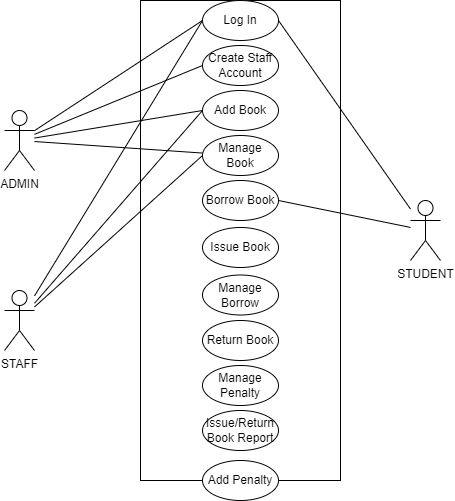 Log In
Create Staff
Account
Add Book
Manage
Book
ADMIN
Borrow Book
Issue Book
STUDENT
Manage
Borrow
Return Book
STAFF
Manage
Penalty
Issue/Return
Book Report
Add Penalty